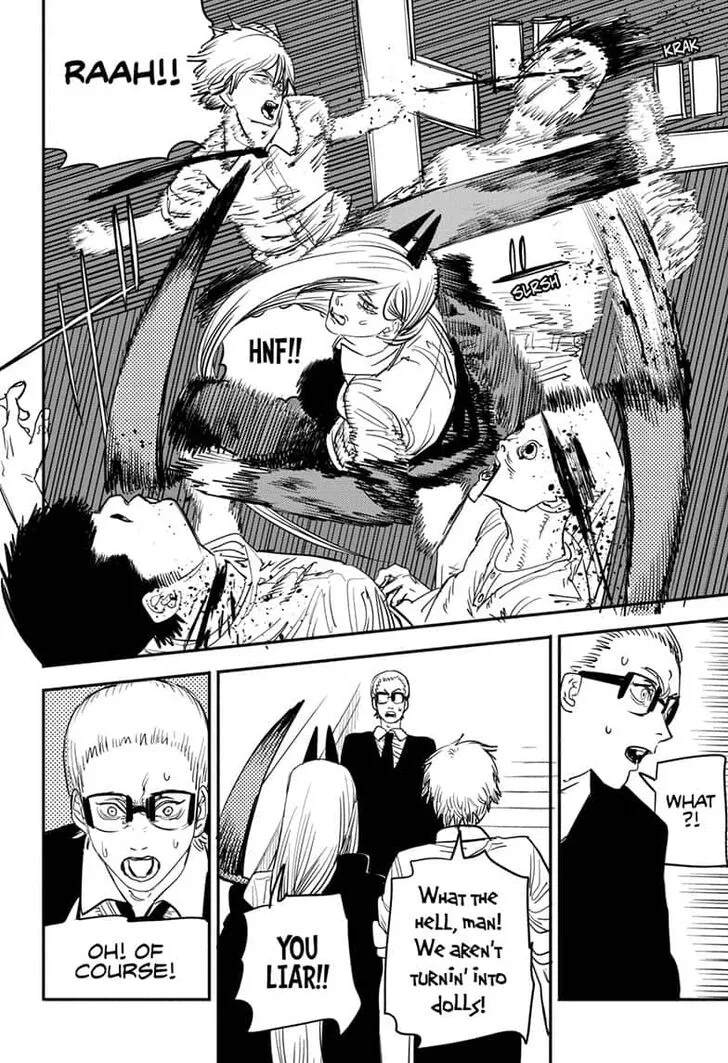 RAAH!!
KRAK
SLRSH
HNF!!
WHAT
?!
WHAT THE
HELL, MAN!
WE AREN'T
TURNIN' INTO
DOLLS!
YOU
LIAR!!
OH! OF
COURSE!